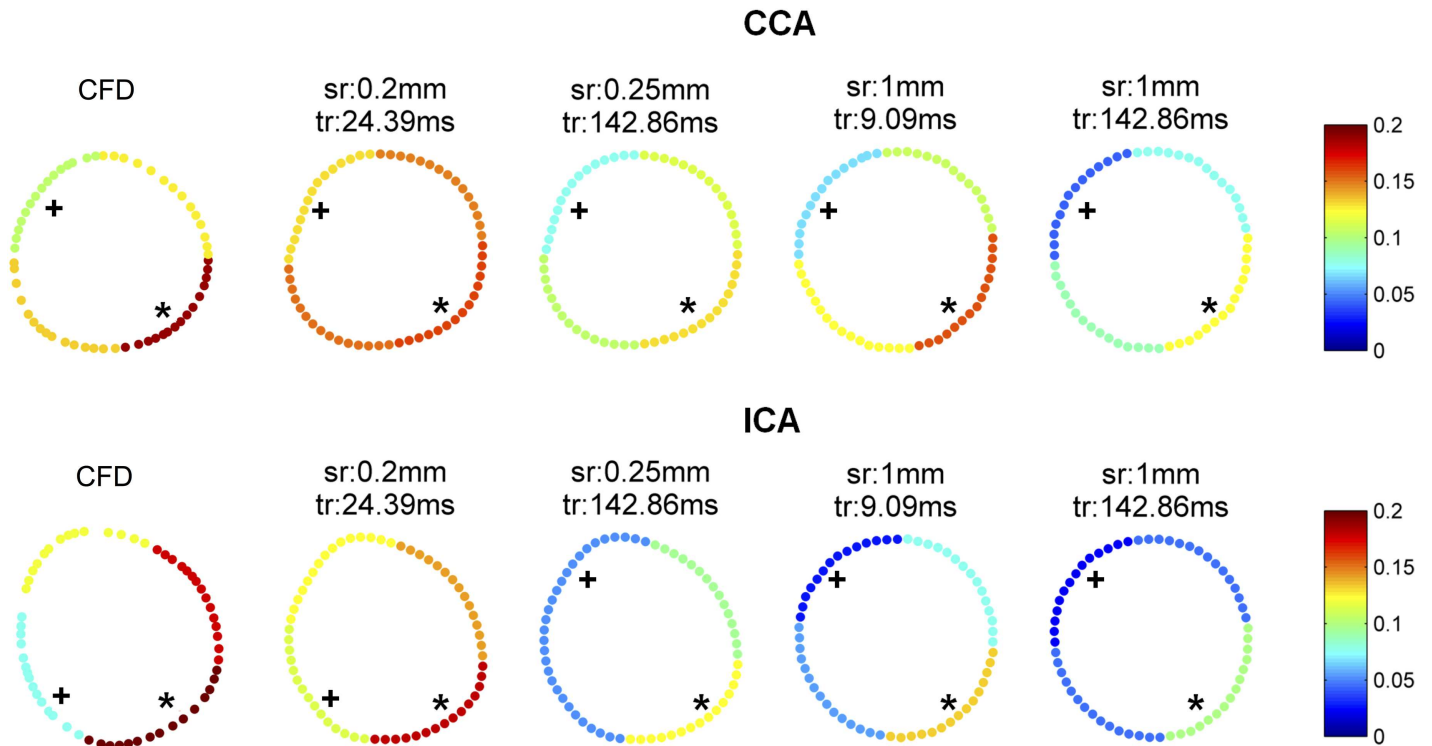 CCA
CFD
sr:0.2mm
tr:24.39ms
sr:0.25mm
tr:142.86ms
sr:1mm
tr:9.09ms
sr:1mm
tr:142.86ms
+
*
+
*
+
*
+
*
+
*
0.2
0.15
0.1
0.05
0
ICA
CFD
sr:0.2mm
tr:24.39ms
sr:0.25mm
tr:142.86ms
sr:1mm
tr:9.09ms
sr:1mm
tr:142.86ms
+
*
+
*
+
*
+
*
+
*
0.2
0.15
0.1
0.05
0